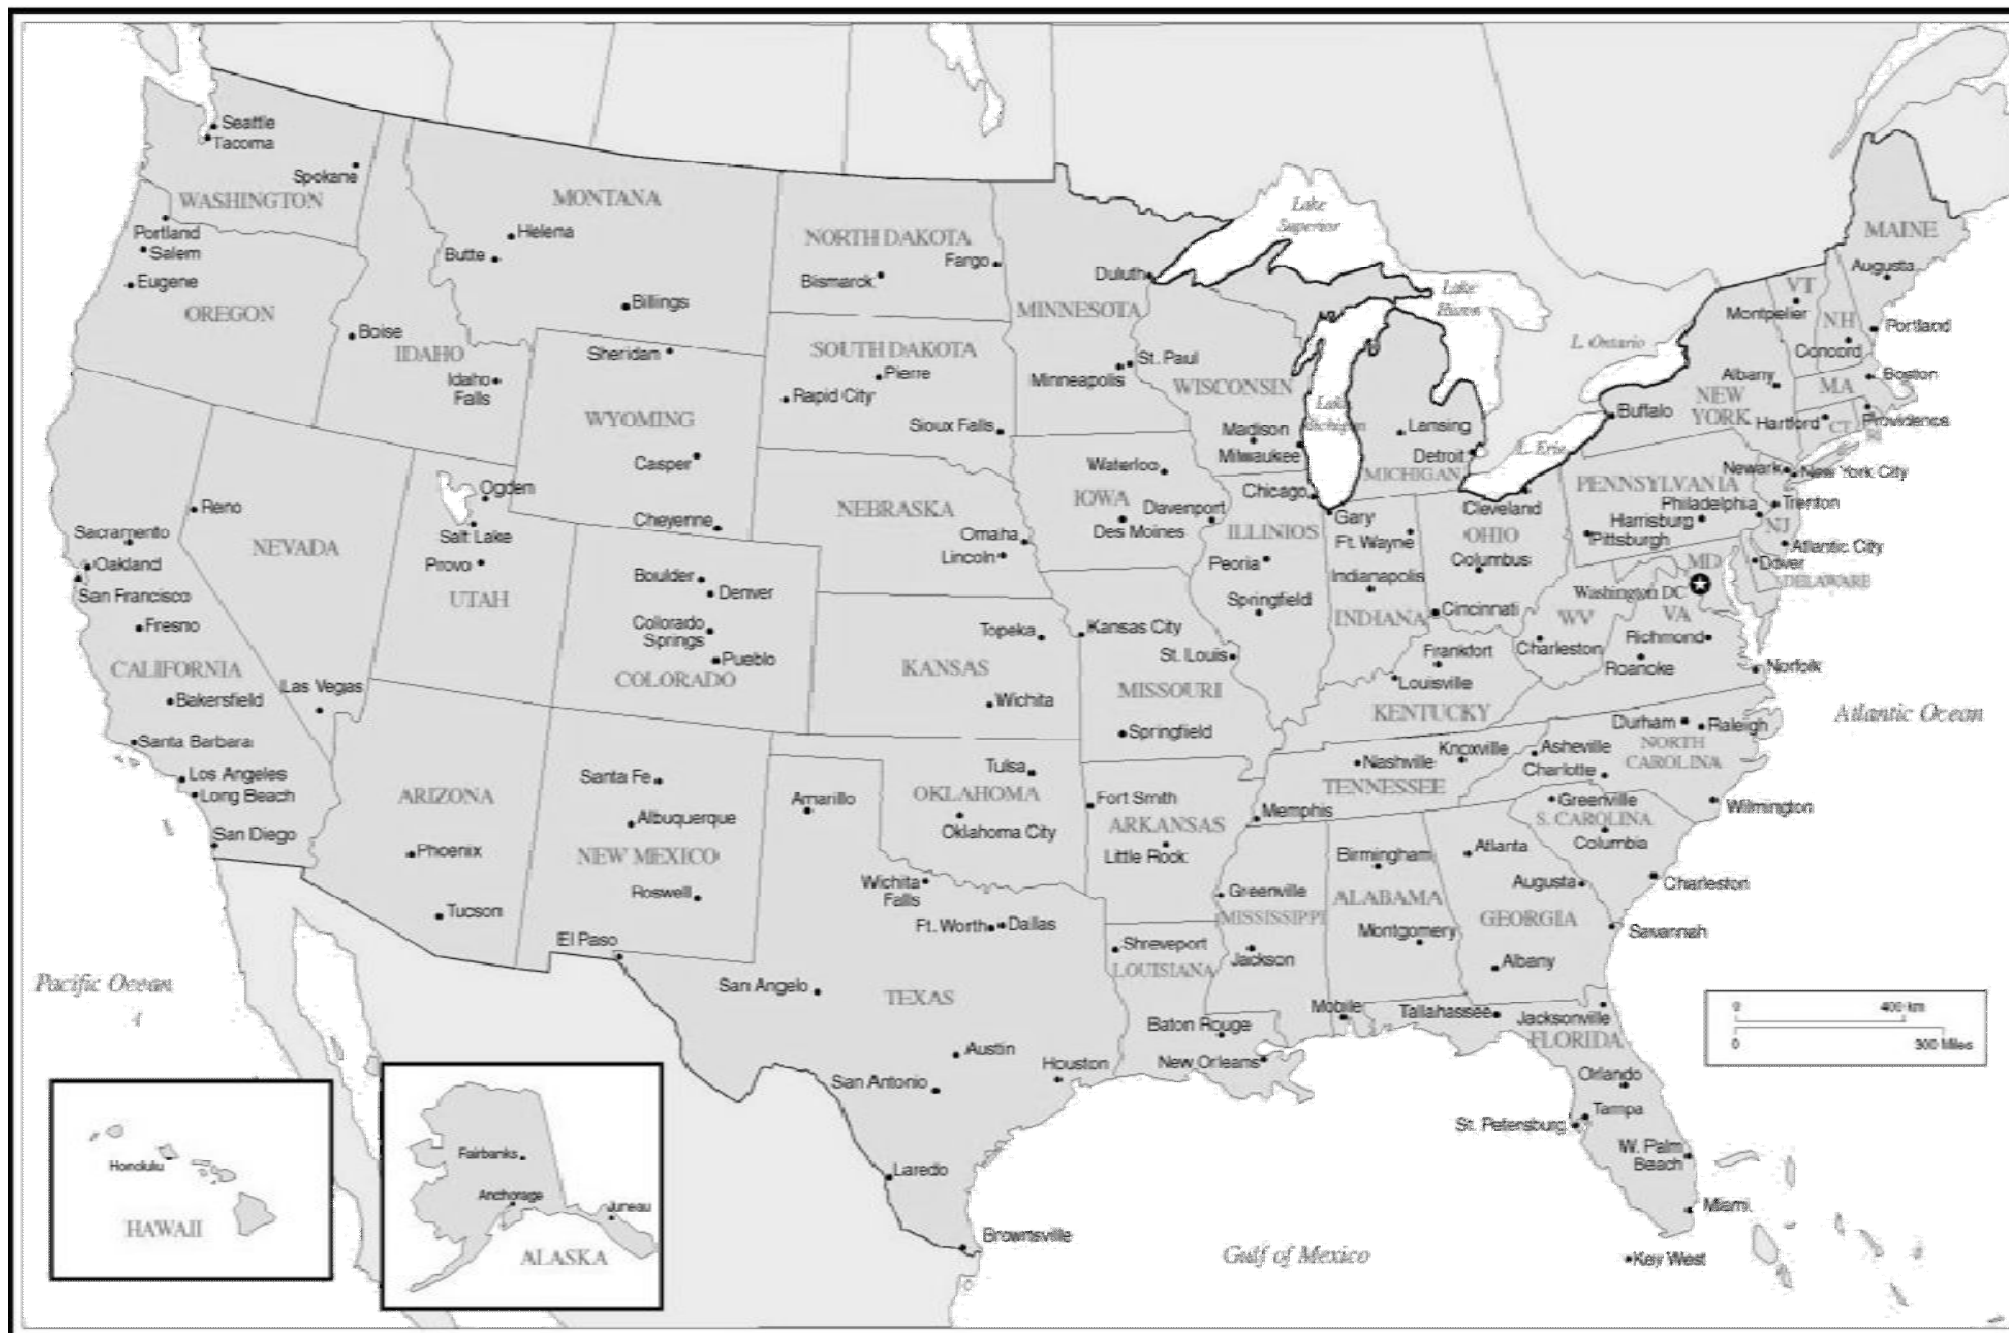 Seattle
Tacoma
Spokane
WASHINGTON
Portland
Salem
Eugene
OREGON
MONTANA
Helena
Butte
Billings
Boise
IDAHO
Idaho
Falls
NORTH DAKOTA
Fargo
Bismarck
SOUTH DAKOTA
Pierre
Rapid City
Sioux Falls
Sheridan
WYOMING
Casper
Cheyenne
Duluth
MINNESOTA
St. Paul
Minneapolis
WISCONSIN
Madison
Milwaukee
Lake
Superior
Lake
Huron
Lake
Michigan
L. Ontario
L. Erie
Lansing
Detroit
MICHIGAN
MAINE
Augusta
VT
Montpelier
NH
Portland
Concord
Albany
MA
Boston
NEW
YORK
Buffalo
Hartford
CT
Providence
Newark
New York City
PENNSYLVANIA
Philadelphia
Trenton
Harrisburg
NJ
Pittsburgh
Atlantic City
MD
Dover
DELAWARE
Washington DC
VA
WV
Richmond
Charleston
Roanoke
Norfolk
Reno
Sacramento
Oakland
San Francisco
Fresno
CALIFORNIA
Bakersfield
Santa Barbara
Los Angeles
Long Beach
San Diego
NEVADA
Las Vegas
Ogden
Salt Lake
Provo
UTAH
Boulder
Denver
Colorado
Springs
Pueblo
COLORADO
NEBRASKA
Omaha
Lincoln
Waterloo
IOWA
Davenport
Des Moines
Chicago
ILLINIOS
Peoria
Springfield
Gary
Ft. Wayne
Indianapolis
INDIANA
Cleveland
OHIO
Columbus
Cincinnati
Topeka
KANSAS
Wichita
Kansas City
St. Louis
MISSOURI
Springfield
Frankfort
Louisville
KENTUCKY
Durham
Raleigh
NORTH
CAROLINA
Asheville
Charlotte
Wilmington
Knoxville
Nashville
TENNESSEE
Memphis
Greenville
S. CAROLINA
Columbia
Charleston
ARIZONA
Phoenix
Tucson
Santa Fe
Albuquerque
NEW MEXICO
Roswell
Amarillo
Tulsa
OKLAHOMA
Oklahoma City
Fort Smith
ARKANSAS
Little Rock
Wichita
Falls
Ft. Worth
Dallas
El Paso
San Angelo
TEXAS
Austin
San Antonio
Houston
Laredo
Brownsville
Shreveport
LOUISIANA
Baton Rouge
New Orleans
Greenville
MISSISSIPPI
Jackson
Birmingham
ALABAMA
Montgomery
Mobile
Atlanta
Augusta
GEORGIA
Savannah
Albany
Tallahassee
Jacksonville
FLORIDA
Orlando
Tampa
St. Petersburg
W. Palm
Beach
Miami
Key West
Pacific Ocean
Atlantic Ocean
Gulf of Mexico
0
400 km
0
300 Miles
Honolulu
HAWAII
Fairbanks
Anchorage
Juneau
ALASKA